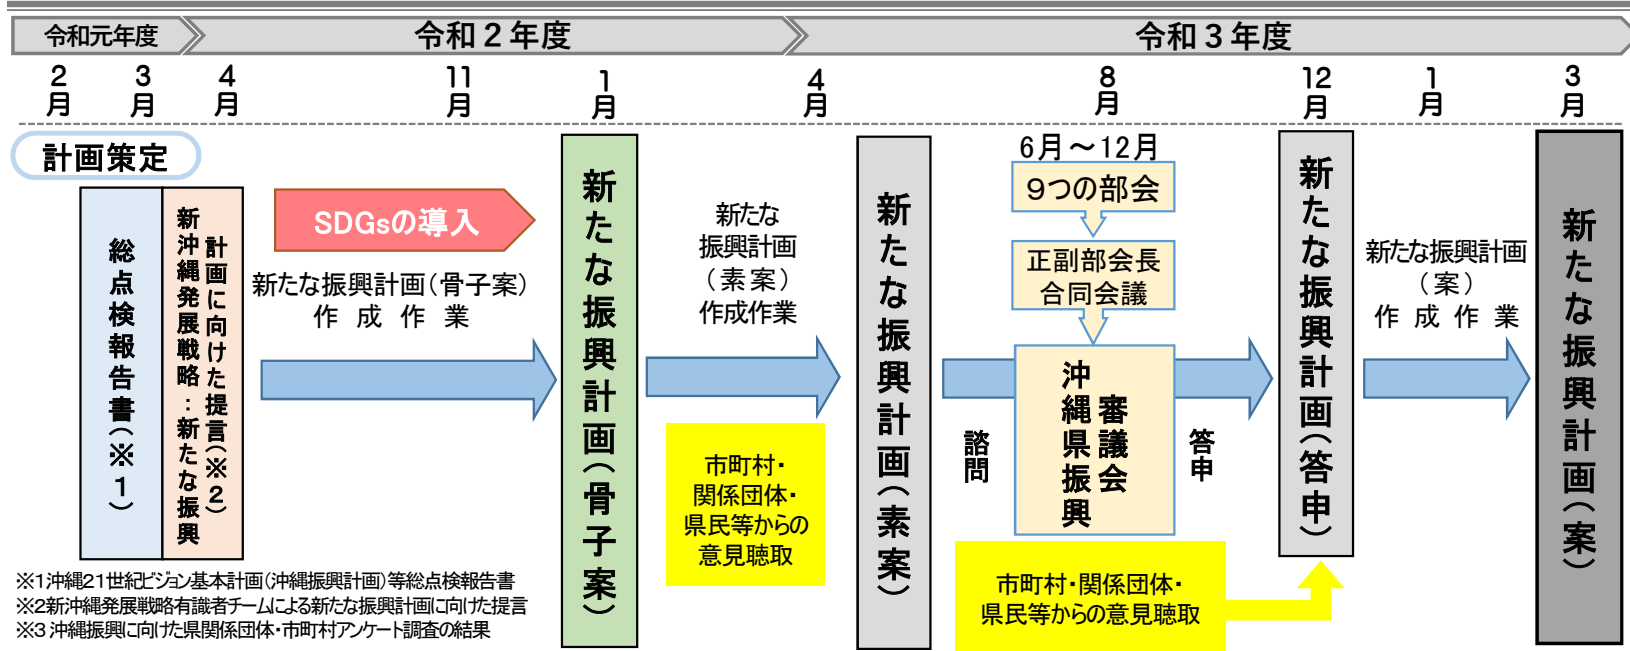 令和元年度
令和２年度
令和３年度
2月
3月
4月
11月
1月
4月
8月
12月
1月
3月
計画策定
総点検報告書(※1)
新沖縄発展戦略：新たな振興
計画に向けた提言(※2)
SDGsの導入
新たな振興計画(骨子案)
作成作業
新たな振興計画(骨子案)
新たな
振興計画
(素案)
作成作業
市町村・
関係団体・
県民等からの
意見聴取
新たな振興計画(素案)
6月～12月
９つの部会
正副部会長
合同会議
諮問
沖縄県振興
審議会
答申
市町村・関係団体・
県民等からの意見聴取
新たな振興計画(答申)
新たな振興計画
(案)
作成作業
新たな振興計画(案)
※1沖縄21世紀ビジョン基本計画(沖縄振興計画)等総点検報告書
※2新沖縄発展戦略有識者チームによる新たな振興計画に向けた提言
※3沖縄振興に向けた県関係団体・市町村アンケート調査の結果